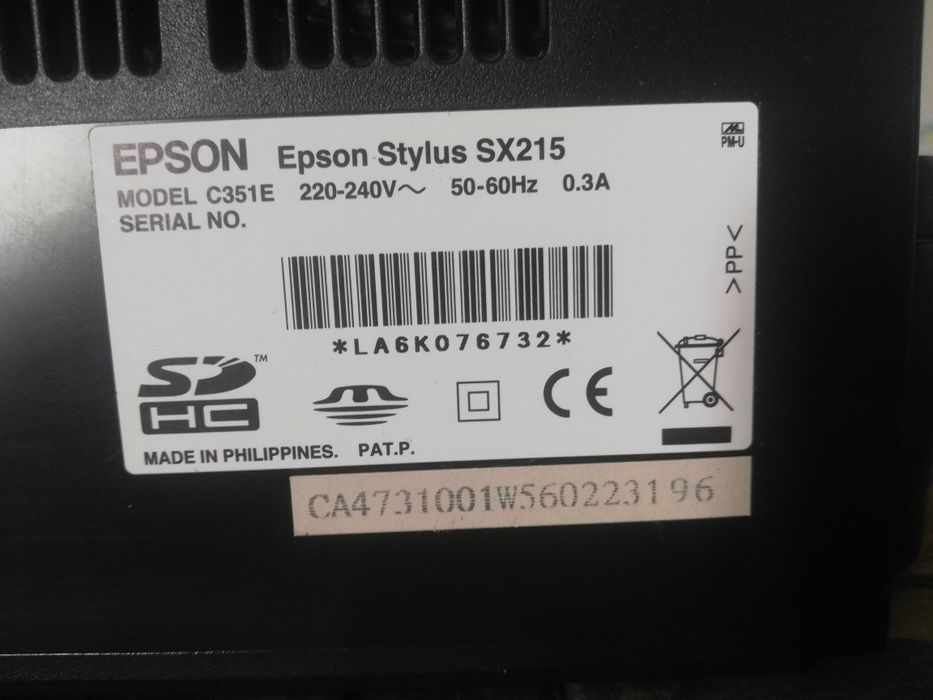 EPSON Epson Stylus SX215
MODEL C351E 220-240V~ 50-60Hz 0.3A
SERIAL NO.
*LA6K076732*
PM-U
>PP<
SD HC ™
CE
MADE IN PHILIPPINES. PAT.P.
CA4731001W560223196